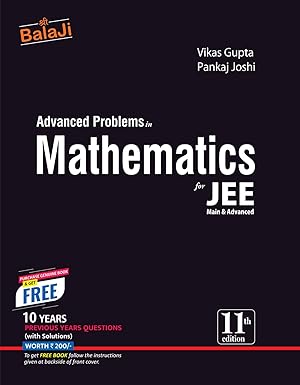 श्री
BalaJi
Vikas Gupta
Pankaj Joshi
Advanced Problems in
Mathematics
for JEE
Main & Advanced
PURCHASE GENUINE BOOK
& GET
FREE
10 YEARS
PREVIOUS YEARS QUESTIONS
(with Solutions)
WORTH ₹ 200/-
To get FREE BOOK follow the instructions
given at backside of front cover.
11th
edition